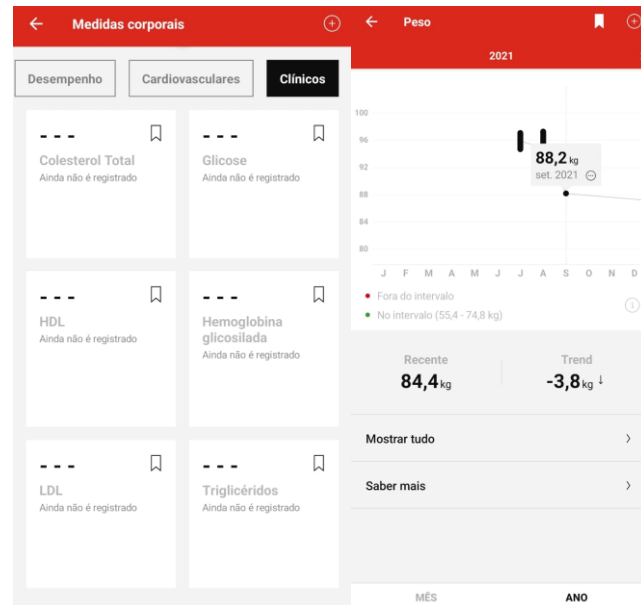 Medidas corporais
Desempenho
Cardiovasculares
Clínicos
- - -
Colesterol Total
Ainda não é registrado
- - -
Glicose
Ainda não é registrado
- - -
HDL
Ainda não é registrado
- - -
Hemoglobina
glicosilada
Ainda não é registrado
- - -
LDL
Ainda não é registrado
- - -
Triglicéridos
Ainda não é registrado
Peso
2021
100
96
92
88
84
80
88,2 kg
set. 2021
J F M A M J J A S O N D
Fora do intervalo
No intervalo (55,4 - 74,8 kg)
Recente
84,4 kg
Trend
-3,8 kg ↓
Mostrar tudo
Saber mais
MÊS
ANO